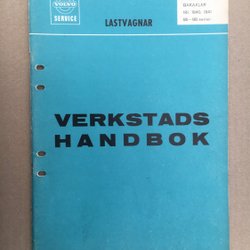 VOLVO
SERVICE
LASTVAGNAR
BAKAXLAR
VERKSTADS
HANDBOK